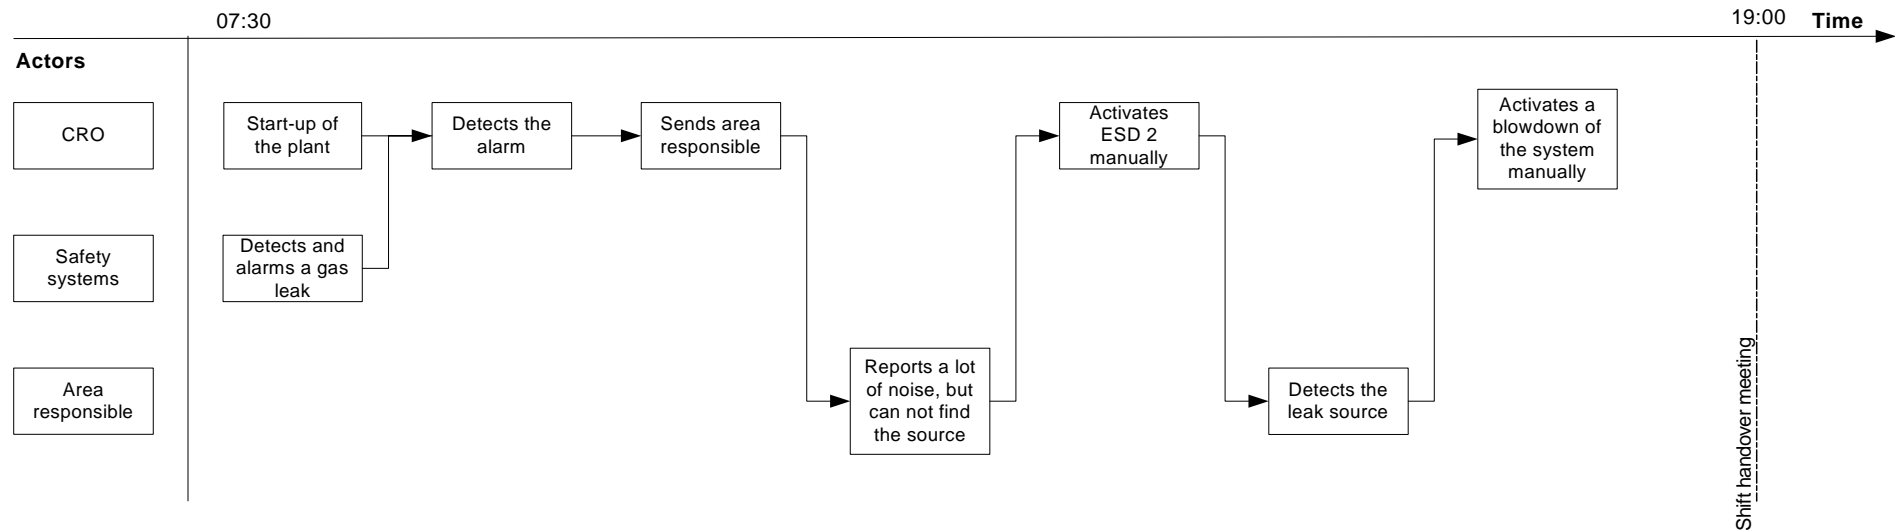 07:30
19:00 Time
Actors
CRO
Start-up of
the plant
Detects the
alarm
Sends area
responsible
Activates
ESD 2
manually
Activates a
blowdown of
the system
manually
Safety
systems
Detects and
alarms a gas
leak
Area
responsible
Reports a lot
of noise, but
can not find
the source
Detects the
leak source
Shift handover meeting